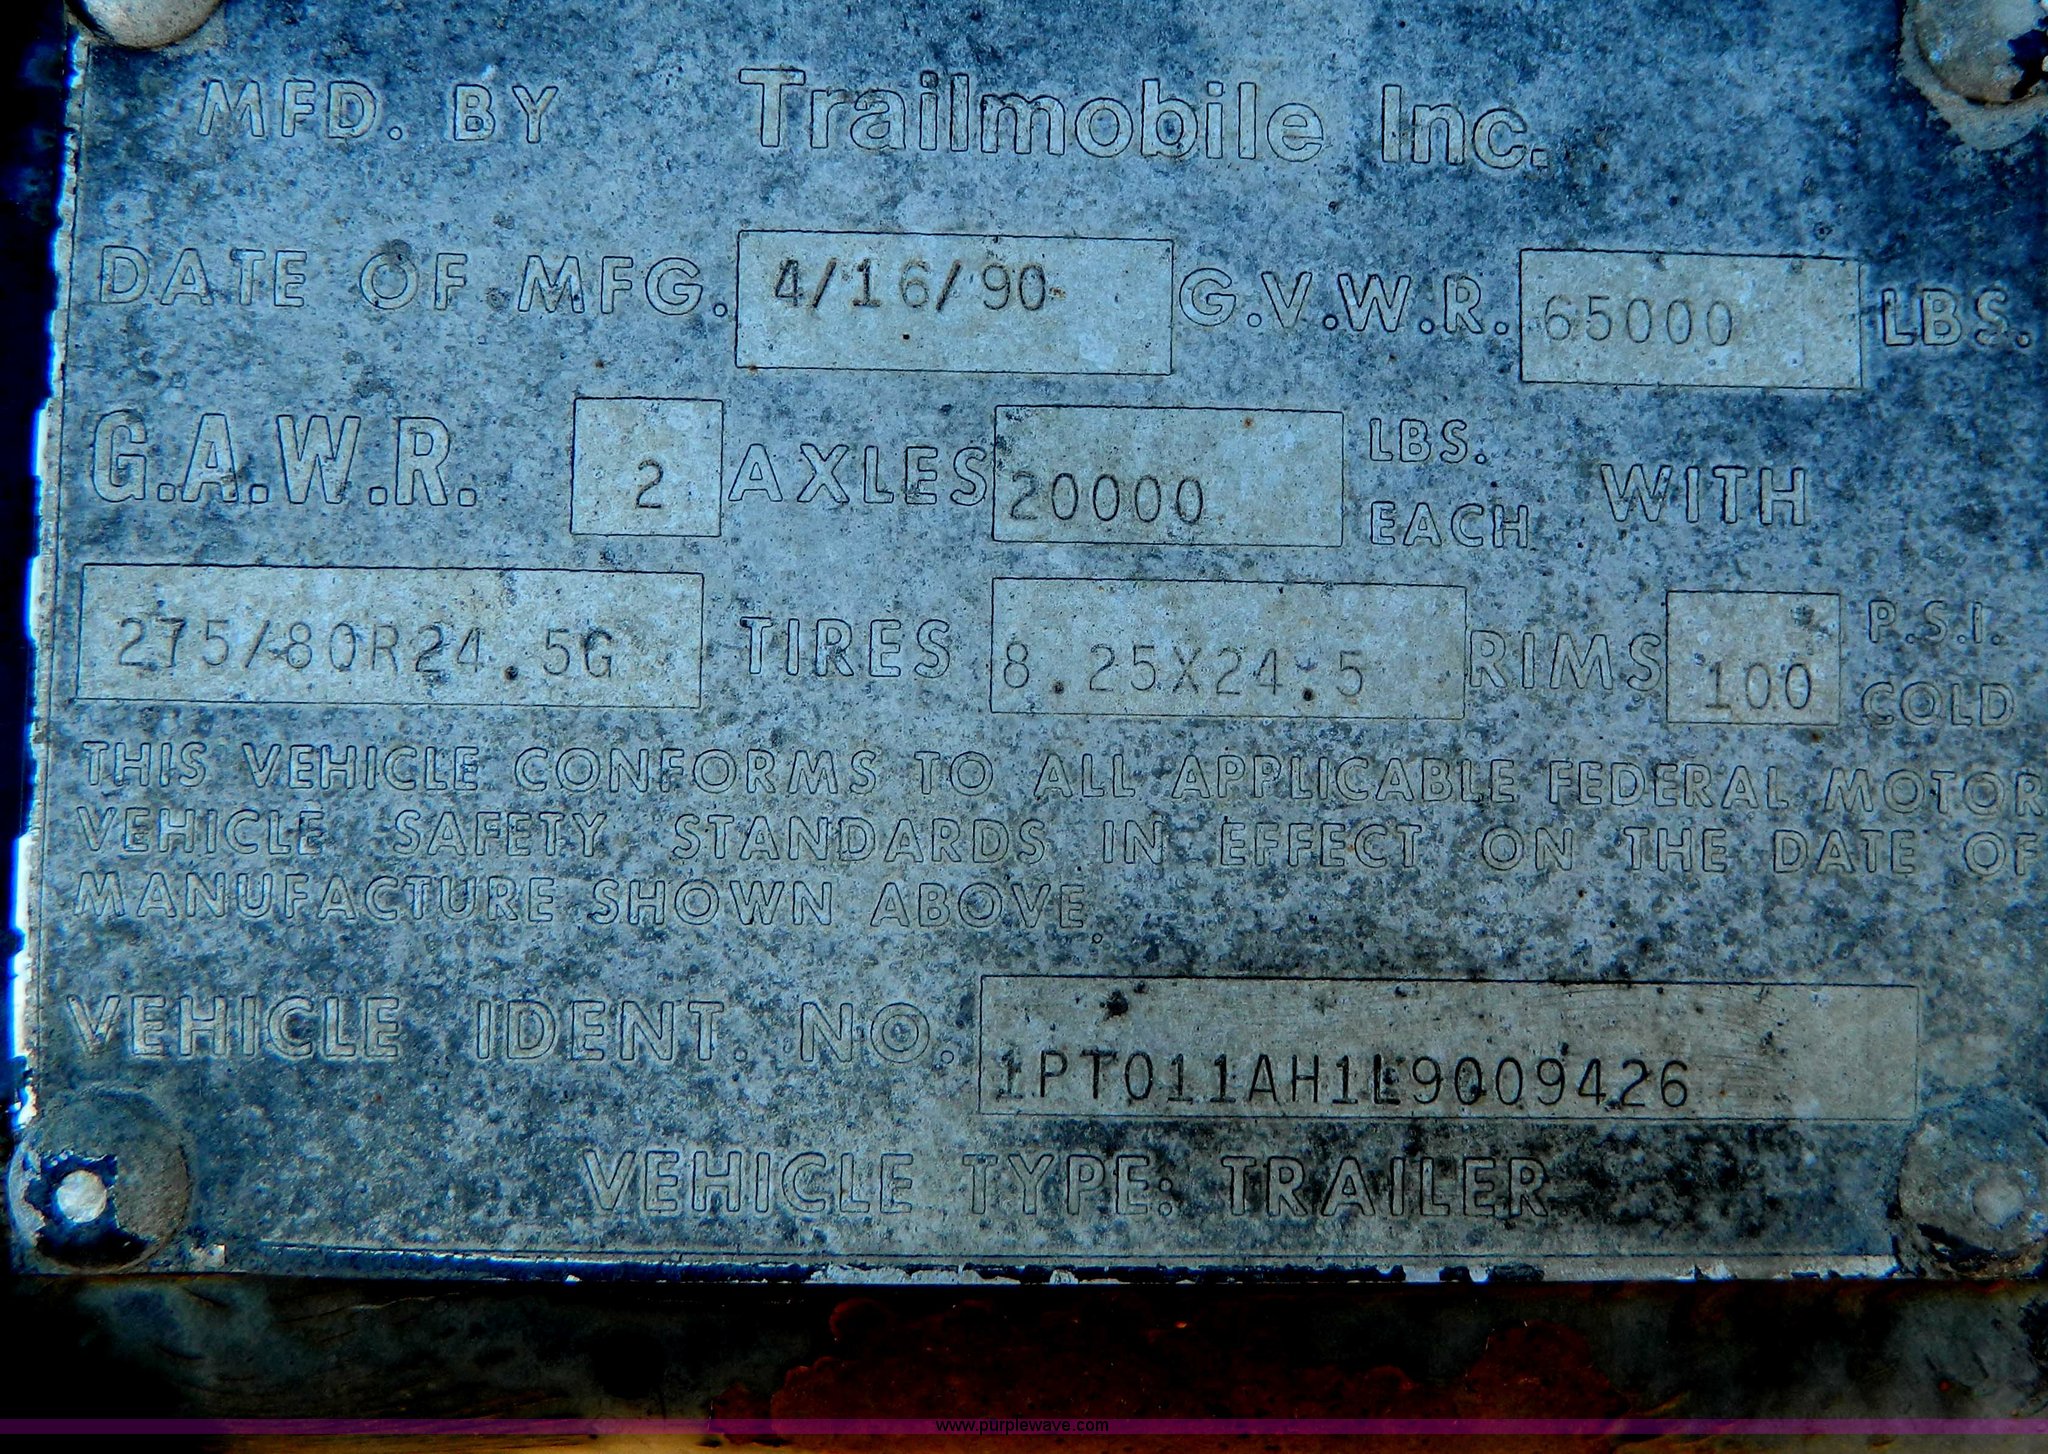 MFD. BY Trailmobile Inc.
DATE OF MFG. 4/16/90 G.V.W.R. 65000 LBS.
G.A.W.R. 2 AXLES 20000 LBS. EACH WITH
275/80R24.5G TIRES 8.25X24.5 RIMS 100 P.S.I. COLD
THIS VEHICLE CONFORMS TO ALL APPLICABLE FEDERAL MOTOR
VEHICLE SAFETY STANDARDS IN EFFECT ON THE DATE OF
MANUFACTURE SHOWN ABOVE.
VEHICLE IDENT. NO. 1PT011AH1L9009426
VEHICLE TYPE: TRAILER
www.purplewave.com